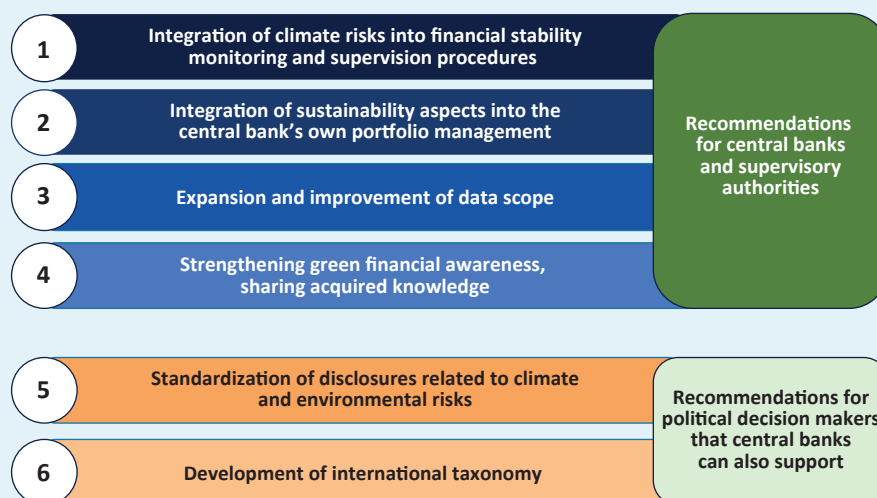 1
Integration of climate risks into financial stability
monitoring and supervision procedures
2
Integration of sustainability aspects into the
central bank's own portfolio management
3
Expansion and improvement of data scope
4
Strengthening green financial awareness,
sharing acquired knowledge
Recommendations
for central banks
and supervisory
authorities
5
Standardization of disclosures related to climate
and environmental risks
6
Development of international taxonomy
Recommendations for
political decision makers
that central banks
can also support